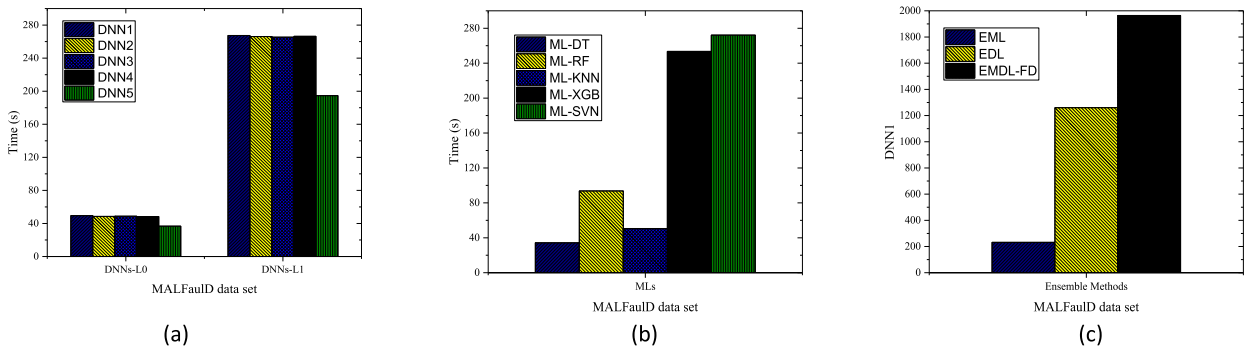 280
240
200
160
120
80
40
0
Time (s)
DNN1
DNN2
DNN3
DNN4
DNN5
DNNs-L0
DNNs-L1
MALFaulD data set
(a)
280
240
200
160
120
80
40
0
Time (s)
ML-DT
ML-RF
ML-KNN
ML-XGB
ML-SVN
MLs
MALFaulD data set
(b)
2000
1800
1600
1400
1200
1000
800
600
400
200
0
DNN1
EML
EDL
EMDL-FD
Ensemble Methods
MALFaulD data set
(c)